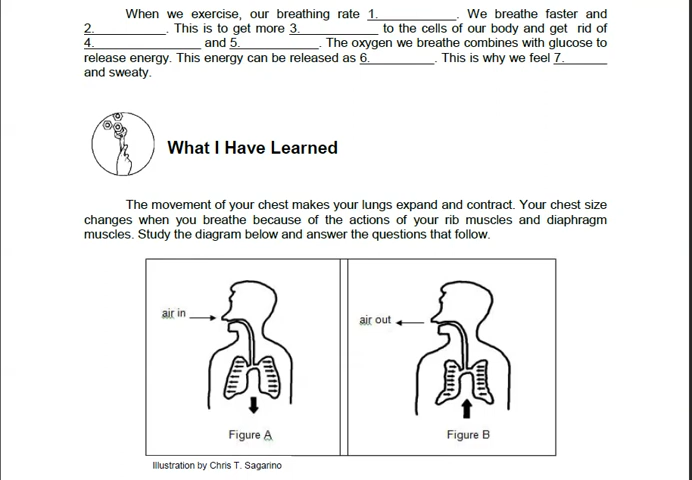 When we exercise, our breathing rate 1.____________. We breathe faster and
2.____________. This is to get more 3.____________ to the cells of our body and get rid of
4.________________ and 5.____________. The oxygen we breathe combines with glucose to
release energy. This energy can be released as 6.__________. This is why we feel 7.______
and sweaty.
What I Have Learned
The movement of your chest makes your lungs expand and contract. Your chest size
changes when you breathe because of the actions of your rib muscles and diaphragm
muscles. Study the diagram below and answer the questions that follow.
air in
air out
Figure A
Figure B
Illustration by Chris T. Sagarino